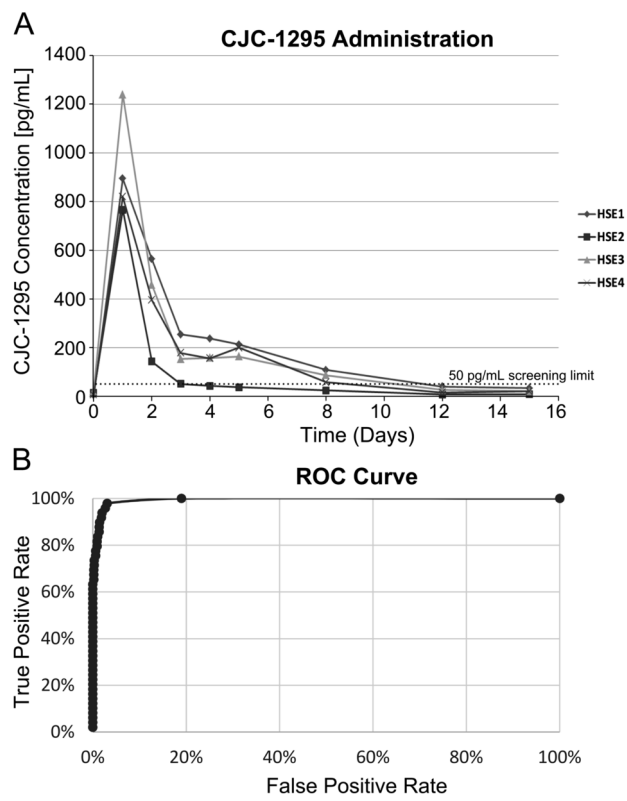 A
CJC-1295 Administration
CJC-1295 Concentration [pg/mL]
1400
1200
1000
800
600
400
200
0
HSE1
HSE2
HSE3
HSE4
50 pg/mL screening limit
0 2 4 6 8 10 12 14 16
Time (Days)
B
ROC Curve
True Positive Rate
100%
80%
60%
40%
20%
0%
0% 20% 40% 60% 80% 100%
False Positive Rate